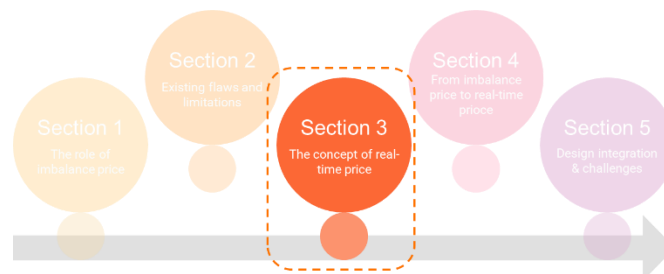 Section 1
The role of
imbalance price
Section 2
Existing flaws and
limitations
Section 3
The concept of real-
time price
Section 4
From imbalance
price to real-time
prioce
Section 5
Design integration
& challenges